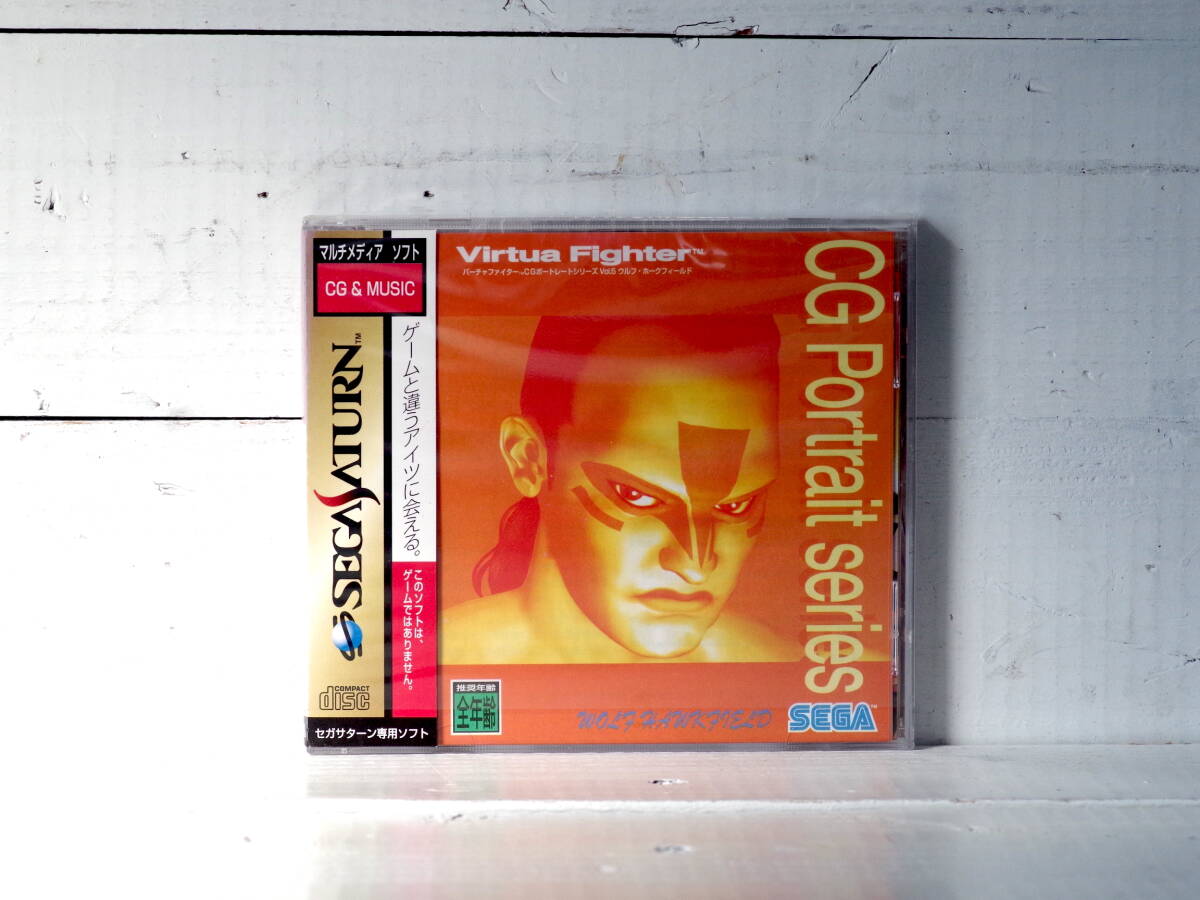 マルチメディア ソフト
CG & MUSIC
SEGA SATURN™
ゲームと違うアイツに会える。
このソフトは、
ゲームではありません。
COMPACT
disc
セガサターン専用ソフト
Virtua Fighter™
バーチャファイター™CGポートレートシリーズ Vol.5 ウルフ・ホークフィールド
CG Portrait series
推奨年齢
全年齢
WOLF HAWKFIELD
SEGA™